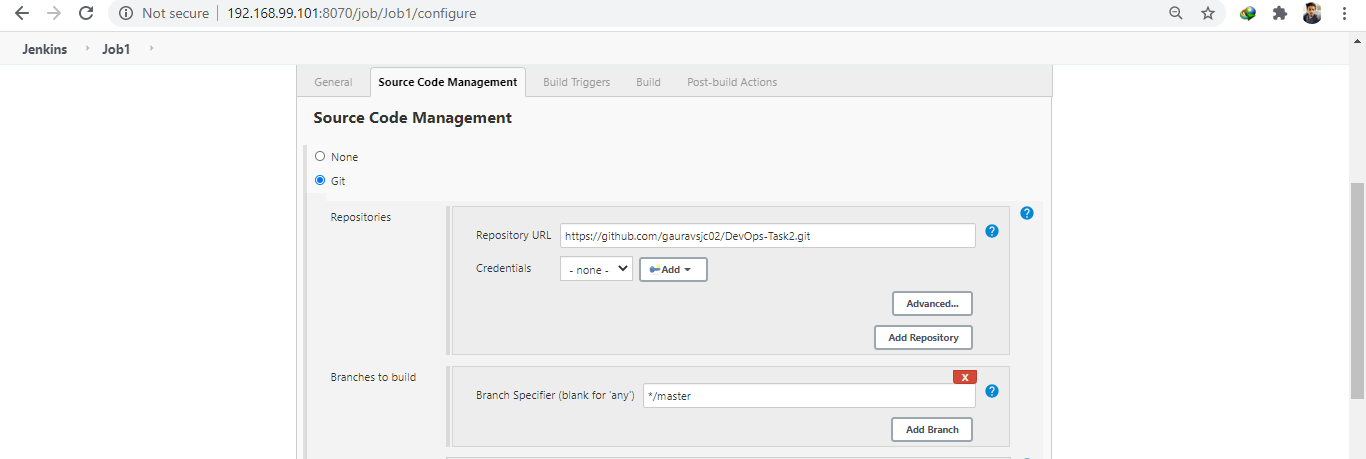 Not secure 192.168.99.101:8070/job/Job1/configure
Jenkins Job1
General Source Code Management Build Triggers Build Post-build Actions
Source Code Management
None
Git
Repositories
Repository URL https://github.com/gauravsjc02/DevOps-Task2.git
Credentials - none - Add
Advanced...
Add Repository
Branches to build
X
Branch Specifier (blank for 'any') */master
Add Branch